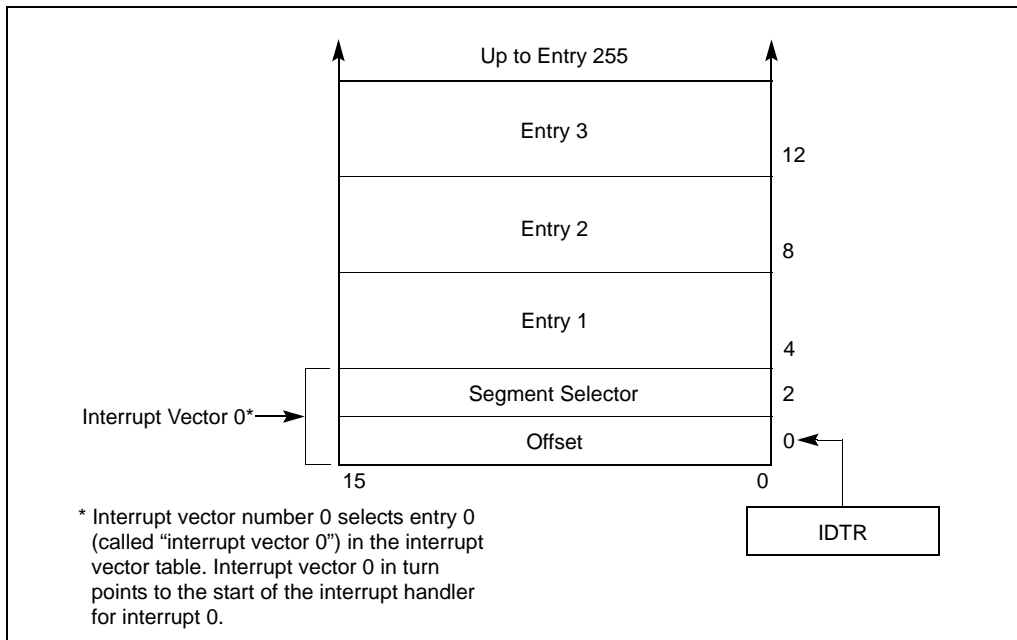 Up to Entry 255
Entry 3
12
Entry 2
8
Entry 1
4
Segment Selector
2
Interrupt Vector 0*
Offset
0
15
0
IDTR
* Interrupt vector number 0 selects entry 0
(called “interrupt vector 0”) in the interrupt
vector table. Interrupt vector 0 in turn
points to the start of the interrupt handler
for interrupt 0.